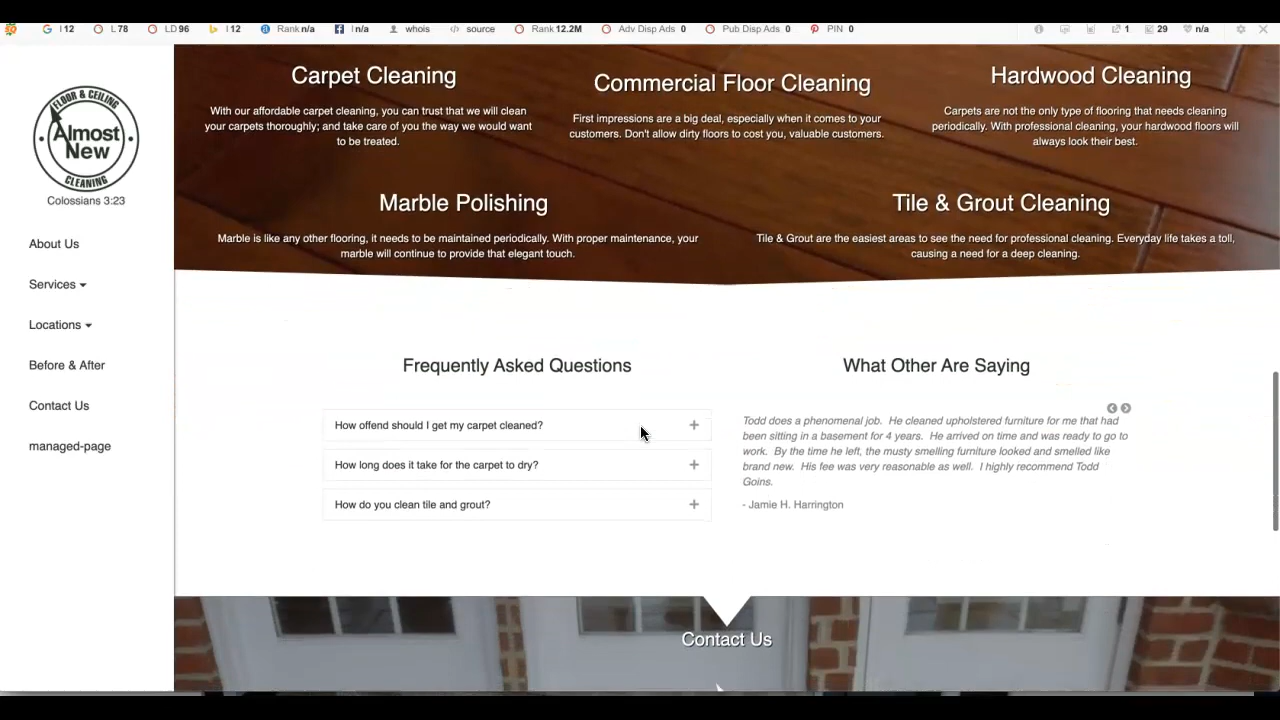 I 12
L 78
LD 96
I 12
Rank n/a
I n/a
whois
source
Rank 12.2M
Adv Disp Ads 0
Pub Disp Ads 0
PIN 0
1
29
n/a
FLOOR & CEILING
Almost
New
CLEANING
Colossians 3:23
About Us
Services
Locations
Before & After
Contact Us
managed-page
Carpet Cleaning
With our affordable carpet cleaning, you can trust that we will clean
your carpets thoroughly; and take care of you the way we would want
to be treated.
Commercial Floor Cleaning
First impressions are a big deal, especially when it comes to your
customers. Don't allow dirty floors to cost you, valuable customers.
Hardwood Cleaning
Carpets are not the only type of flooring that needs cleaning
periodically. With professional cleaning, your hardwood floors will
always look their best.
Marble Polishing
Marble is like any other flooring, it needs to be maintained periodically. With proper maintenance, your
marble will continue to provide that elegant touch.
Tile & Grout Cleaning
Tile & Grout are the easiest areas to see the need for professional cleaning. Everyday life takes a toll,
causing a need for a deep cleaning.
Frequently Asked Questions
How offend should I get my carpet cleaned?
How long does it take for the carpet to dry?
How do you clean tile and grout?
What Other Are Saying
Todd does a phenomenal job. He cleaned upholstered furniture for me that had
been sitting in a basement for 4 years. He arrived on time and was ready to go to
work. By the time he left, the musty smelling furniture looked and smelled like
brand new. His fee was very reasonable as well. I highly recommend Todd
Goins.
- Jamie H. Harrington
Contact Us